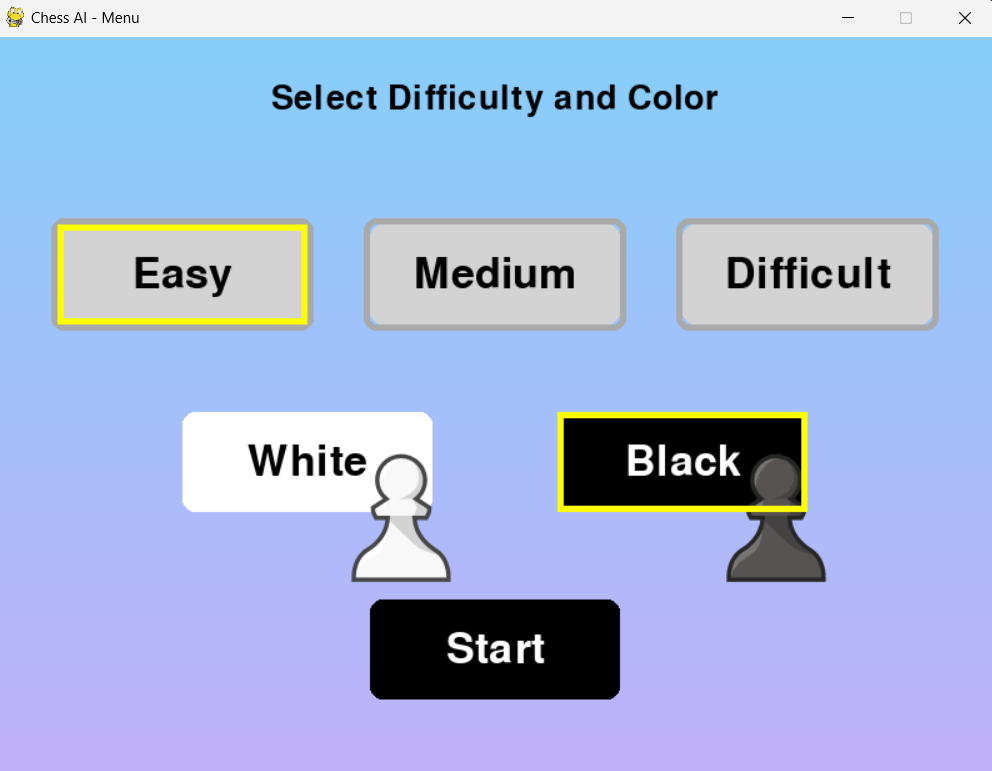 Chess AI - Menu
Select Difficulty and Color
Easy
Medium
Difficult
White
Black
Start